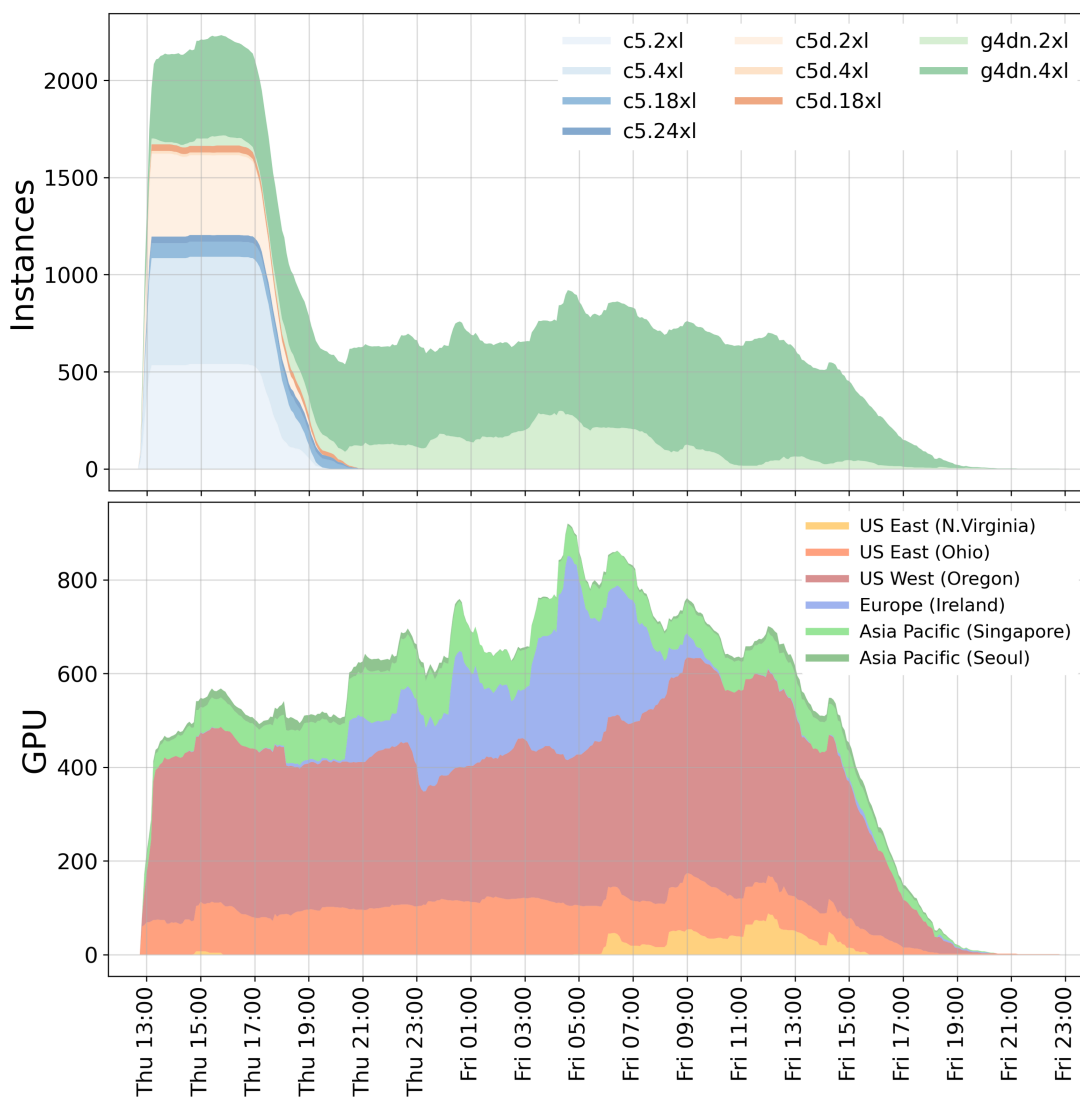 Instances
2000
1500
1000
500
0
c5.2xl
c5.4xl
c5.18xl
c5.24xl
c5d.2xl
c5d.4xl
c5d.18xl
g4dn.2xl
g4dn.4xl
GPU
800
600
400
200
0
US East (N.Virginia)
US East (Ohio)
US West (Oregon)
Europe (Ireland)
Asia Pacific (Singapore)
Asia Pacific (Seoul)
Thu 13:00
Thu 15:00
Thu 17:00
Thu 19:00
Thu 21:00
Thu 23:00
Fri 01:00
Fri 03:00
Fri 05:00
Fri 07:00
Fri 09:00
Fri 11:00
Fri 13:00
Fri 15:00
Fri 17:00
Fri 19:00
Fri 21:00
Fri 23:00